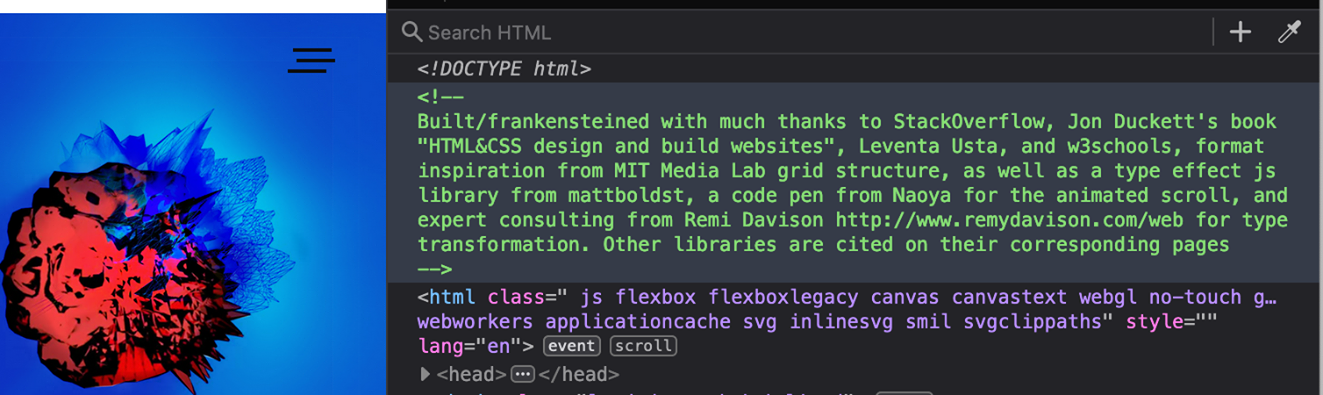 Search HTML
<!DOCTYPE html>
<!--
Built/frankensteined with much thanks to StackOverflow, Jon Duckett's book
"HTML&CSS design and build websites", Leventa Usta, and w3schools, format
inspiration from MIT Media Lab grid structure, as well as a type effect js
library from mattboldst, a code pen from Naoya for the animated scroll, and
expert consulting from Remi Davison http://www.remydavison.com/web for type
transformation. Other libraries are cited on their corresponding pages
-->
<html class=" js flexbox flexboxlegacy canvas canvastext webgl no-touch g…
webworkers applicationcache svg inlinesvg smil svgclippaths" style=""
lang="en"> event scroll
<head>…</head>